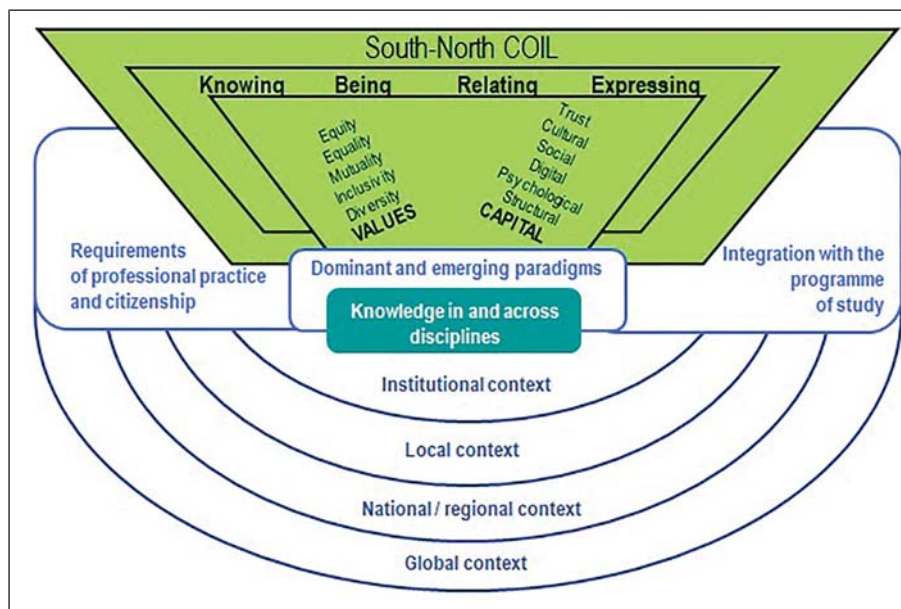 South-North COIL
Knowing Being Relating Expressing
Equity
Equality
Mutuality
Inclusivity
Diversity
VALUES
Trust
Cultural
Social
Digital
Psychological
Structural
CAPITAL
Requirements
of professional practice
and citizenship
Dominant and emerging paradigms
Knowledge in and across
disciplines
Integration with the
programme
of study
Institutional context
Local context
National / regional context
Global context